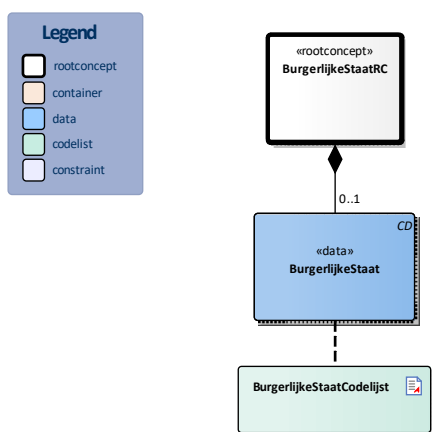 Legend
rootconcept
container
data
codelist
constraint
«rootconcept»
BurgerlijkeStaatRC
0..1
CD
«data»
BurgerlijkeStaat
BurgerlijkeStaatCodelijst